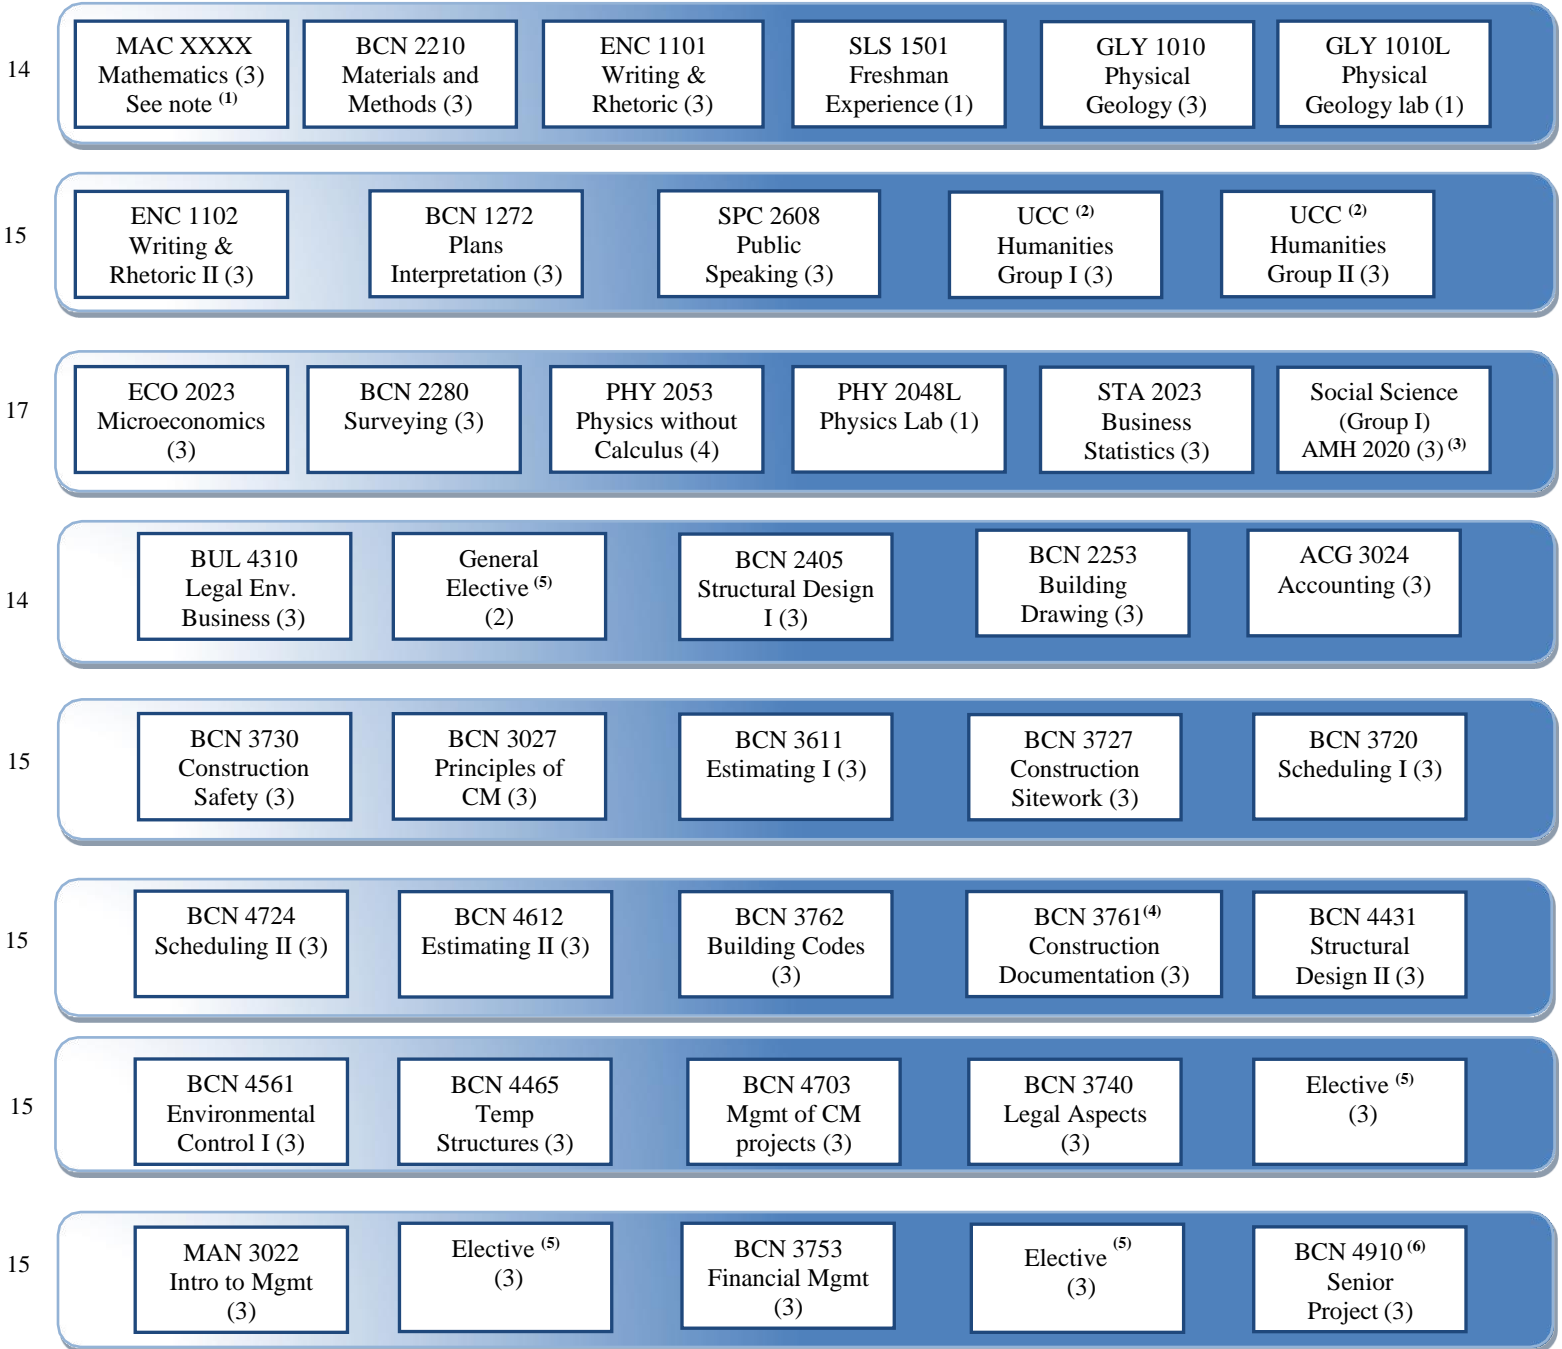 14
MAC XXXX
Mathematics (3)
See note (1)
BCN 2210
Materials and
Methods (3)
ENC 1101
Writing &
Rhetoric (3)
SLS 1501
Freshman
Experience (1)
GLY 1010
Physical
Geology (3)
GLY 1010L
Physical
Geology lab (1)
15
ENC 1102
Writing &
Rhetoric II (3)
BCN 1272
Plans
Interpretation (3)
SPC 2608
Public
Speaking (3)
UCC (2)
Humanities
Group I (3)
UCC (2)
Humanities
Group II (3)
17
ECO 2023
Microeconomics
(3)
BCN 2280
Surveying (3)
PHY 2053
Physics without
Calculus (4)
PHY 2048L
Physics Lab (1)
STA 2023
Business
Statistics (3)
Social Science
(Group I)
AMH 2020 (3) (3)
14
BUL 4310
Legal Env.
Business (3)
General
Elective (5)
(2)
BCN 2405
Structural Design
I (3)
BCN 2253
Building
Drawing (3)
ACG 3024
Accounting (3)
15
BCN 3730
Construction
Safety (3)
BCN 3027
Principles of
CM (3)
BCN 3611
Estimating I (3)
BCN 3727
Construction
Sitework (3)
BCN 3720
Scheduling I (3)
15
BCN 4724
Scheduling II (3)
BCN 4612
Estimating II (3)
BCN 3762
Building Codes
(3)
BCN 3761(4)
Construction
Documentation (3)
BCN 4431
Structural
Design II (3)
15
BCN 4561
Environmental
Control I (3)
BCN 4465
Temp
Structures (3)
BCN 4703
Mgmt of CM
projects (3)
BCN 3740
Legal Aspects
(3)
Elective (5)
(3)
15
MAN 3022
Intro to Mgmt
(3)
Elective (5)
(3)
BCN 3753
Financial Mgmt
(3)
Elective (5)
(3)
BCN 4910 (6)
Senior
Project (3)